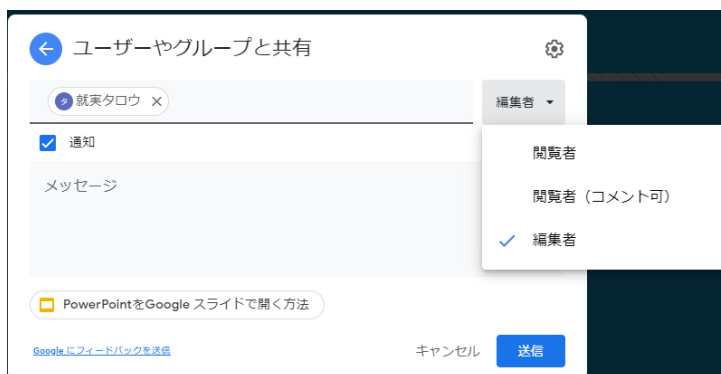 ユーザーやグループと共有
タ 就実タロウ ×
編集者
通知
閲覧者
メッセージ
閲覧者（コメント可）
編集者
PowerPointをGoogle スライドで開く方法
Google にフィードバックを送信
キャンセル
送信